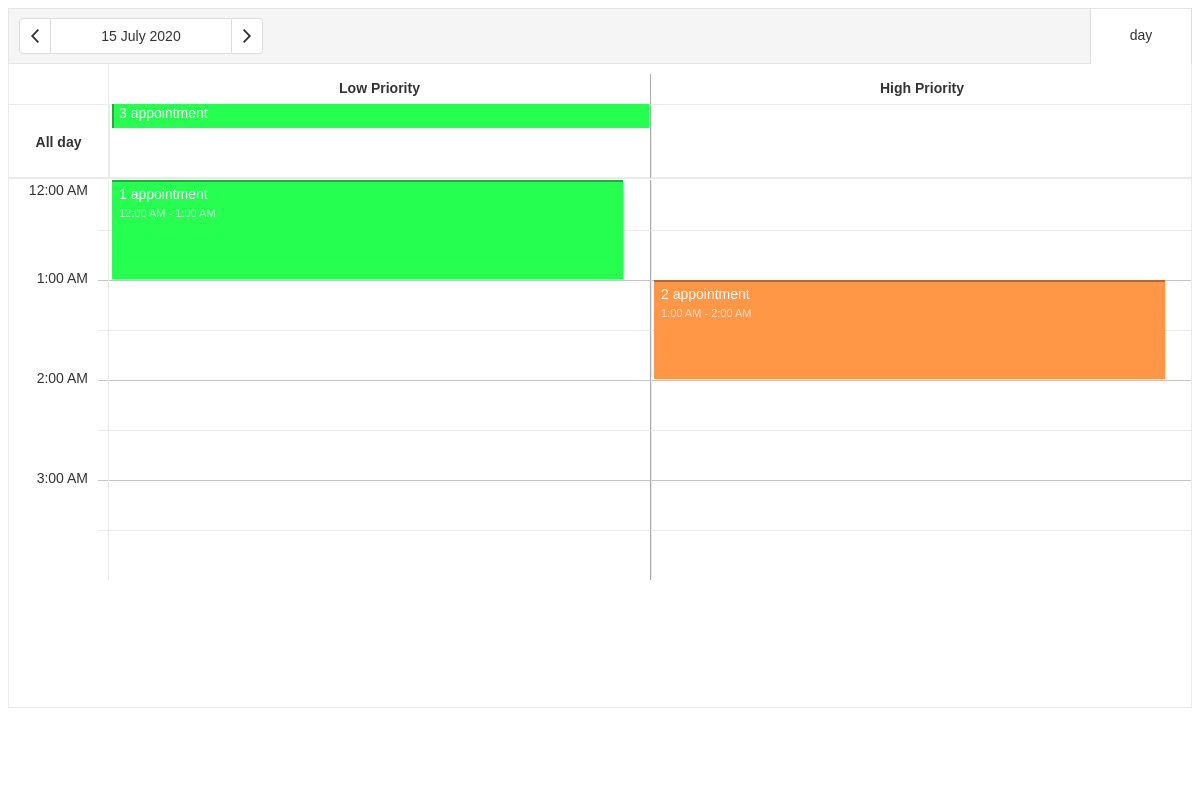 15 July 2020
day
Low Priority
High Priority
All day
3 appointment
12:00 AM
1 appointment
12:00 AM - 1:00 AM
1:00 AM
2 appointment
1:00 AM - 2:00 AM
2:00 AM
3:00 AM